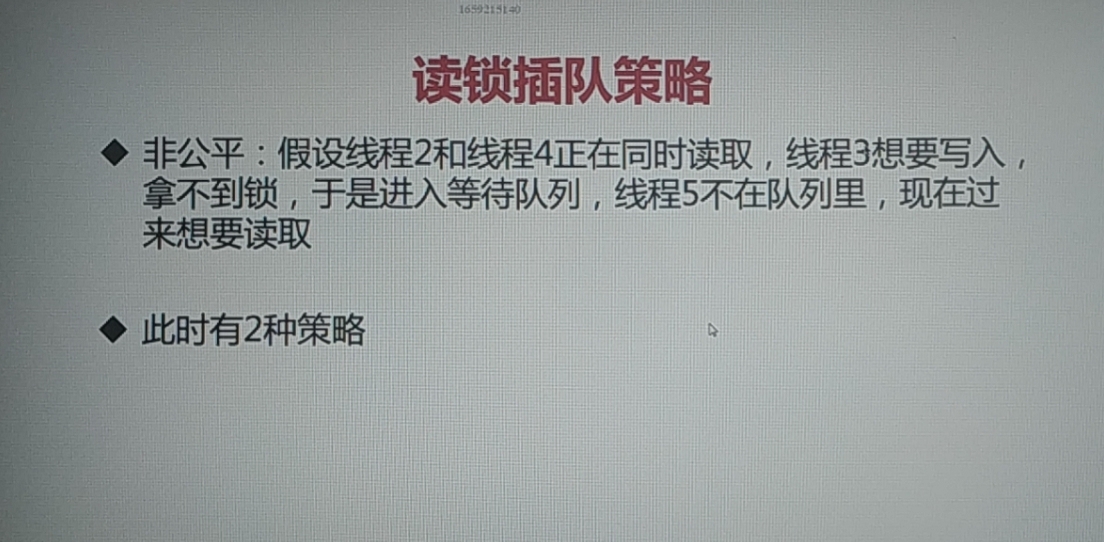 1659215140
读锁插队策略
◆ 非公平：假设线程2和线程4正在同时读取，线程3想要写入，
拿不到锁，于是进入等待队列，线程5不在队列里，现在过
来想要读取
◆ 此时有2种策略